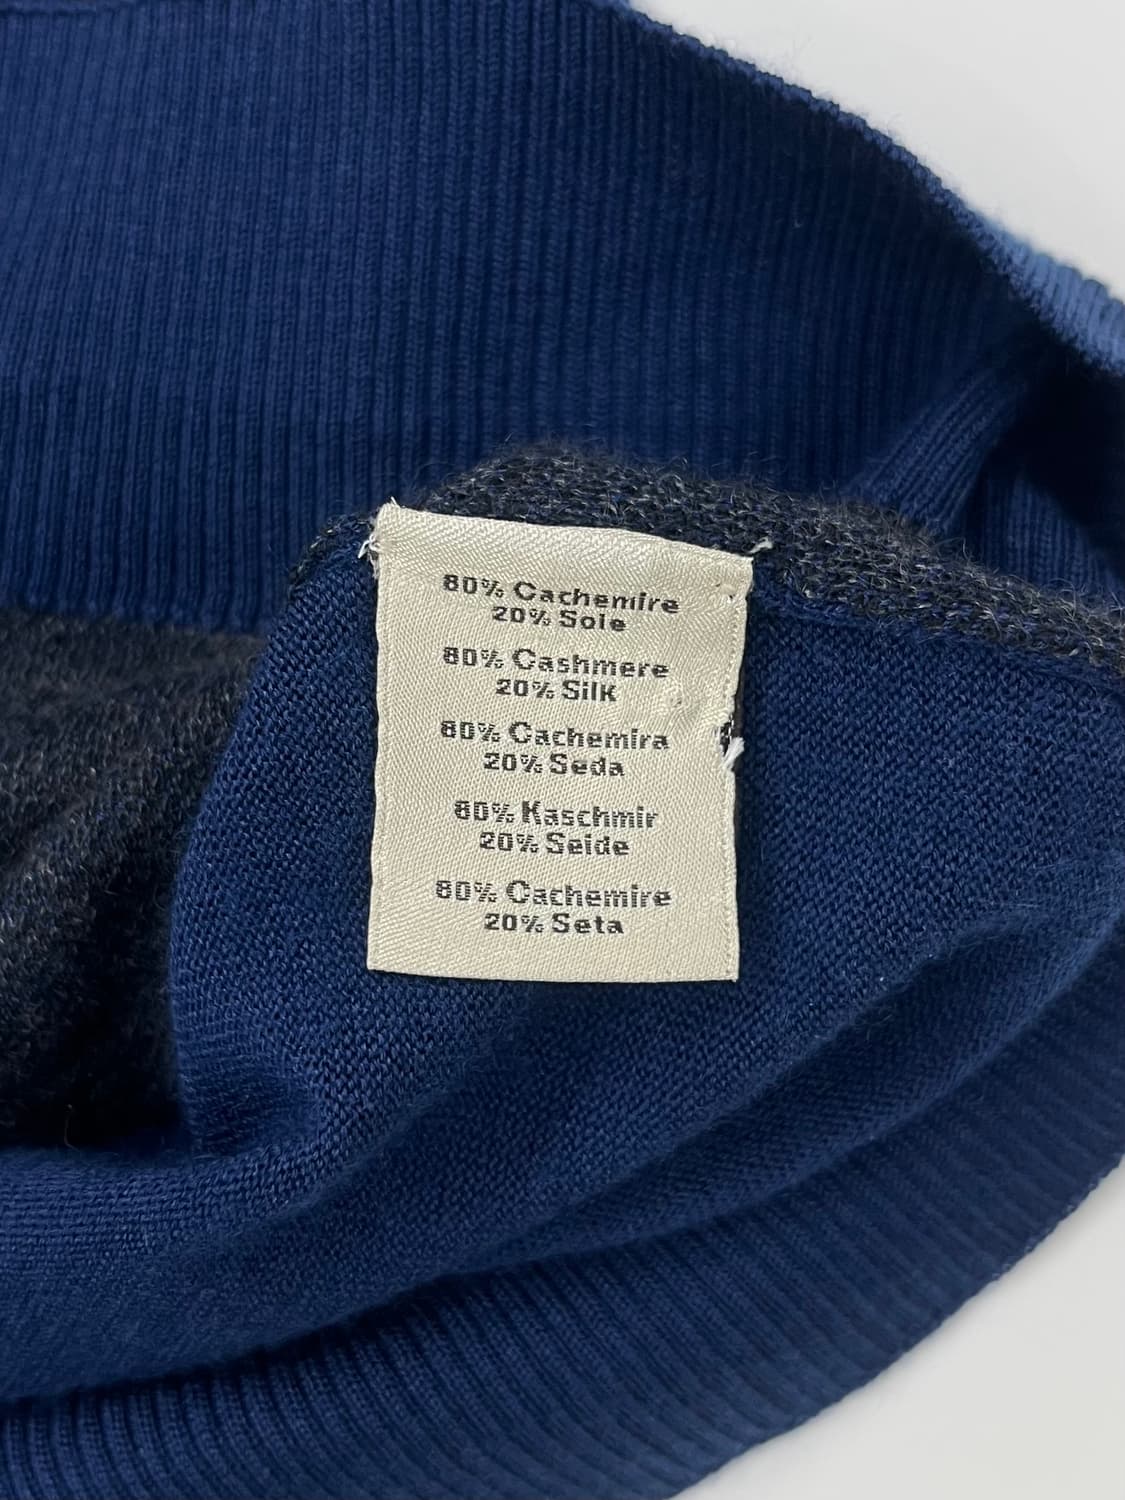 80% Cachemire
20% Soie
80% Cashmere
20% Silk
80% Cachemira
20% Seda
80% Kaschmir
20% Seide
80% Cachemire
20% Seta